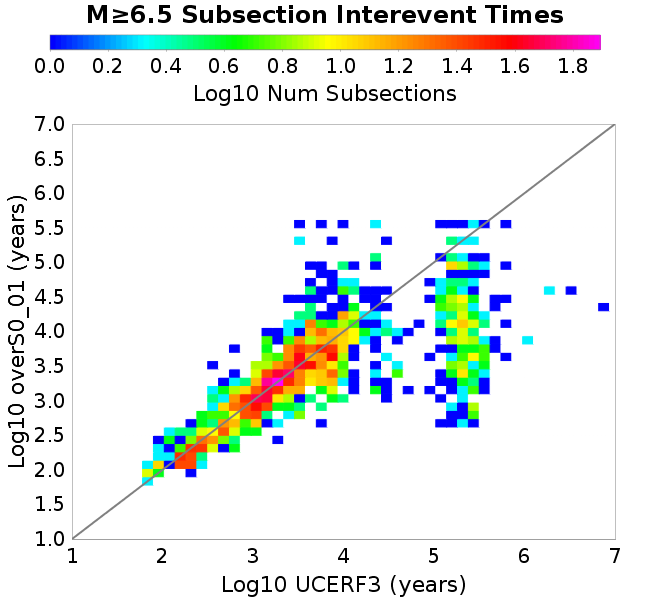 M≥6.5 Subsection Interevent Times
0.0 0.2 0.4 0.6 0.8 1.0 1.2 1.4 1.6 1.8
Log10 Num Subsections
7.0
6.5
6.0
5.5
5.0
4.5
4.0
3.5
3.0
2.5
2.0
1.5
1.0
Log10 overS0_01 (years)
1 2 3 4 5 6 7
Log10 UCERF3 (years)